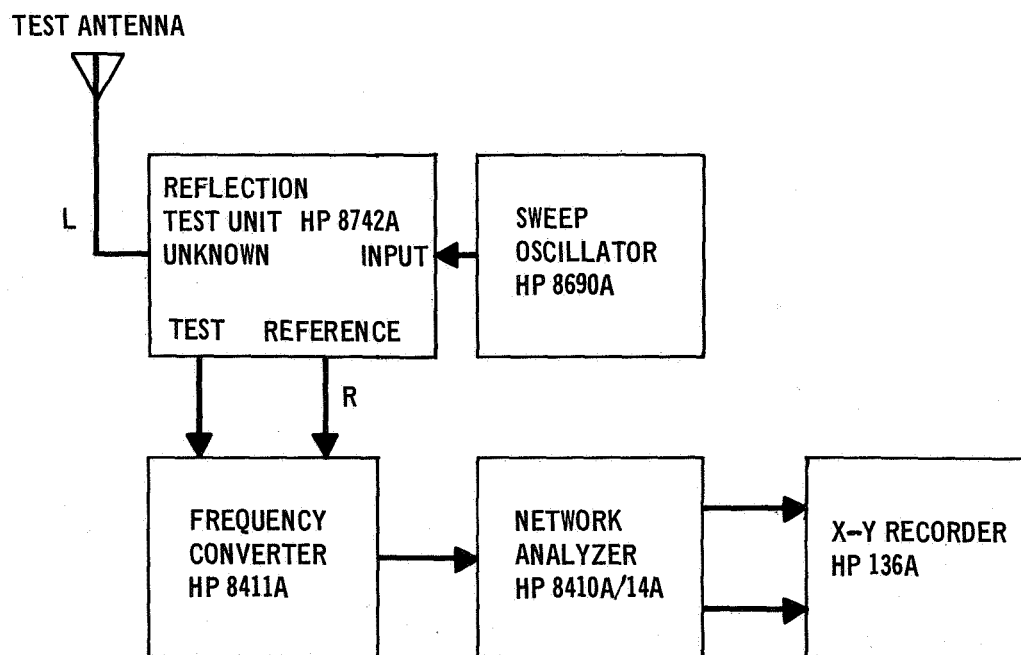 TEST ANTENNA
L
REFLECTION
TEST UNIT HP 8742A
UNKNOWN INPUT
TEST REFERENCE
SWEEP
OSCILLATOR
HP 8690A
R
FREQUENCY
CONVERTER
HP 8411A
NETWORK
ANALYZER
HP 8410A/14A
X-Y RECORDER
HP 136A